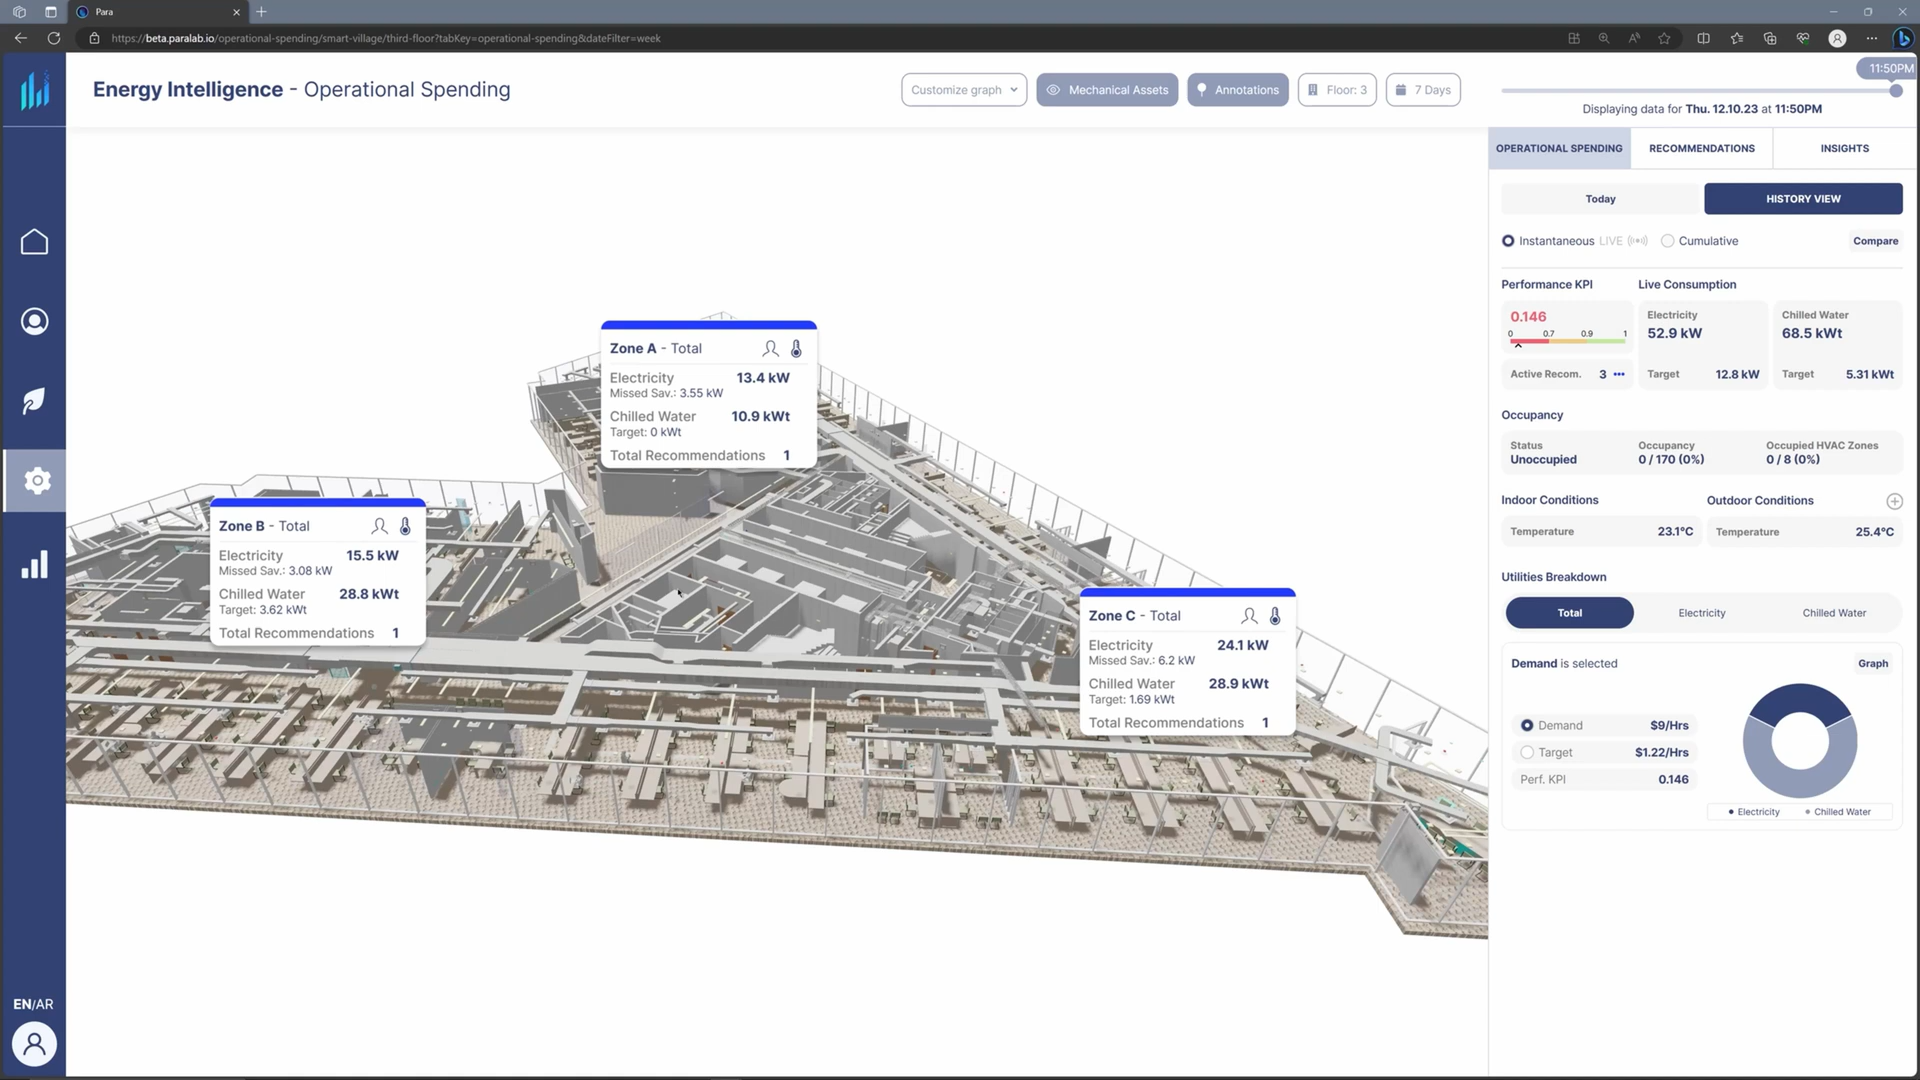 Para
https://beta.paralab.io/operational-spending/smart-village/third-floor?tabKey=operational-spending&dateFilter=week
Energy Intelligence - Operational Spending
Customize graph
Mechanical Assets
Annotations
Floor: 3
7 Days
11:50PM
Displaying data for Thu. 12.10.23 at 11:50PM
OPERATIONAL SPENDING
RECOMMENDATIONS
INSIGHTS
Today
HISTORY VIEW
Instantaneous LIVE
Cumulative
Compare
Performance KPI
Live Consumption
0.146
0 0.7 0.9 1
Active Recom. 3
Electricity
52.9 kW
Target 12.8 kW
Chilled Water
68.5 kWt
Target 5.31 kWt
Occupancy
Status
Unoccupied
Occupancy
0 / 170 (0%)
Occupied HVAC Zones
0 / 8 (0%)
Indoor Conditions
Outdoor Conditions
Temperature 23.1°C
Temperature 25.4°C
Utilities Breakdown
Total
Electricity
Chilled Water
Demand is selected
Graph
Demand $9/Hrs
Target $1.22/Hrs
Perf. KPI 0.146
Electricity
Chilled Water
Zone A - Total
Electricity 13.4 kW
Missed Sav.: 3.55 kW
Chilled Water 10.9 kWt
Target: 0 kWt
Total Recommendations 1
Zone B - Total
Electricity 15.5 kW
Missed Sav.: 3.08 kW
Chilled Water 28.8 kWt
Target: 3.62 kWt
Total Recommendations 1
Zone C - Total
Electricity 24.1 kW
Missed Sav.: 6.2 kW
Chilled Water 28.9 kWt
Target: 1.69 kWt
Total Recommendations 1
EN/AR